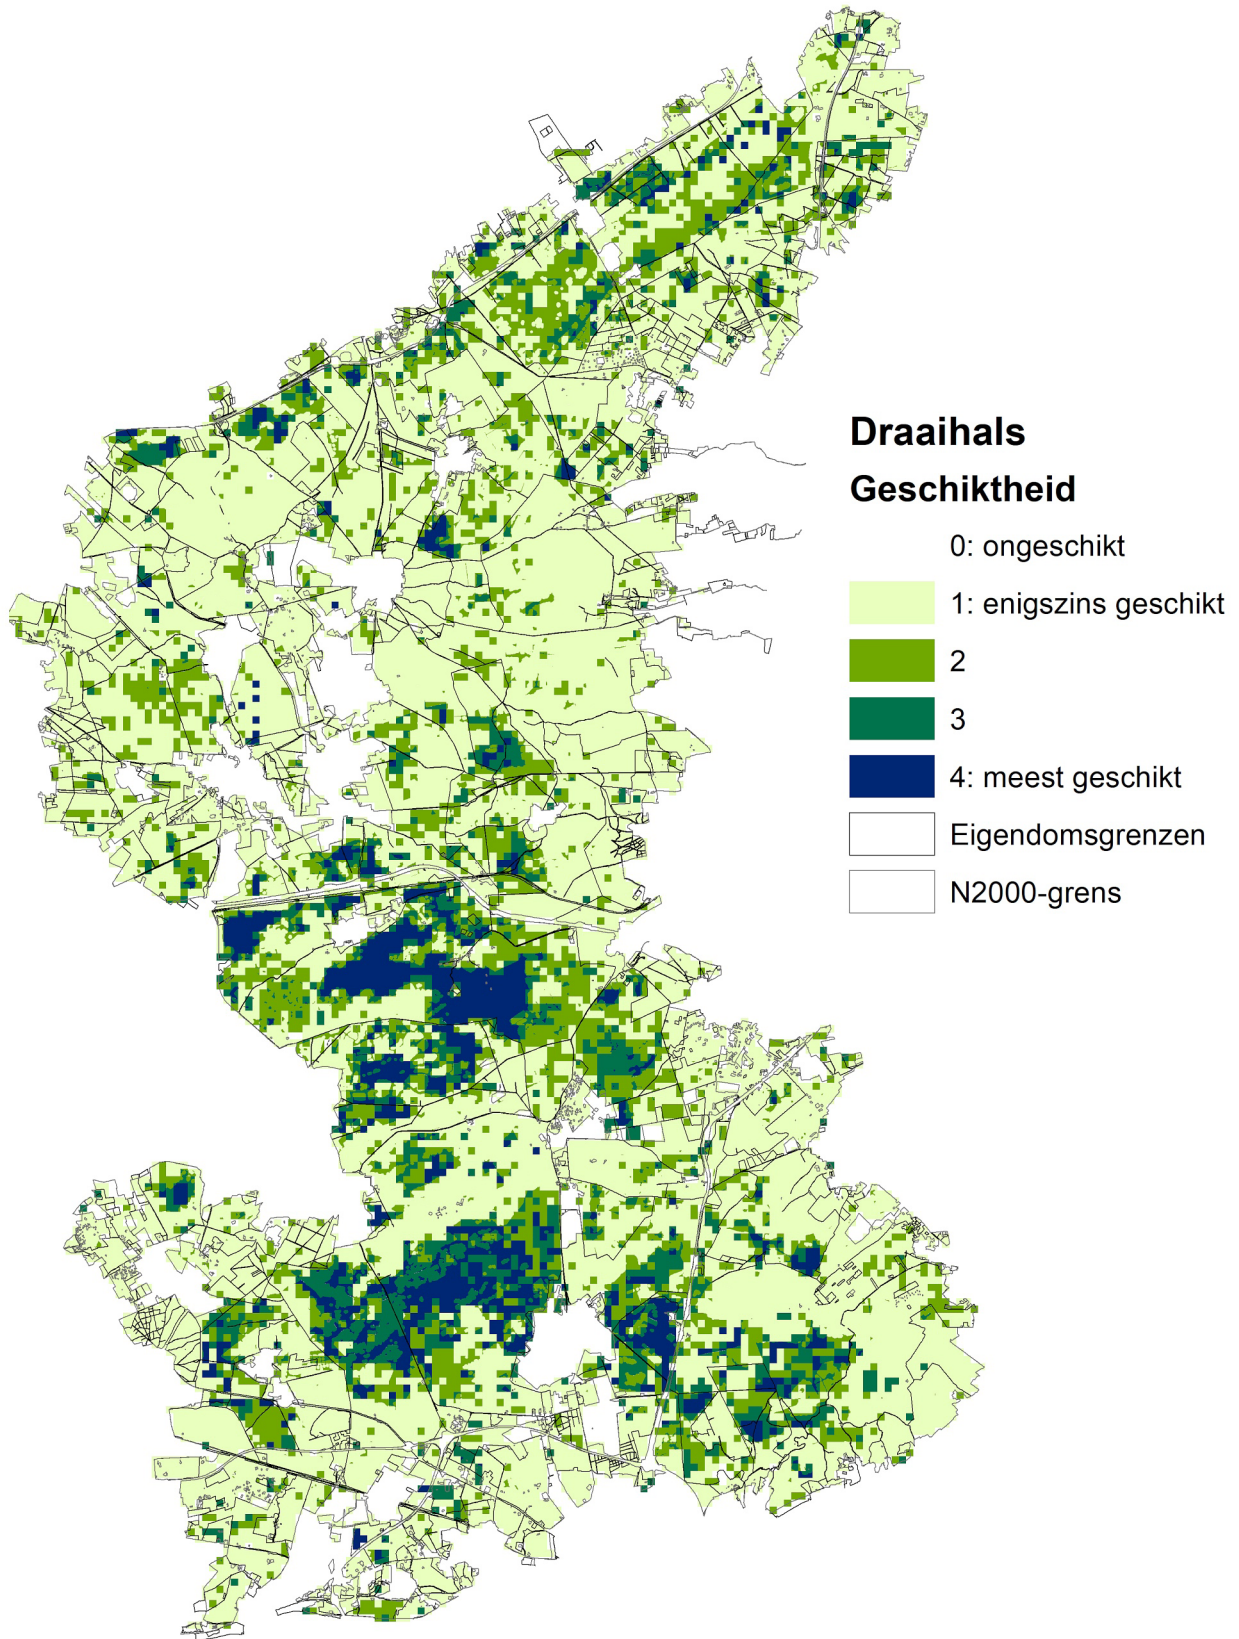 Draaihals
Geschiktheid
0: ongeschikt
1: enigszins geschikt
2
3
4: meest geschikt
Eigendomsgrenzen
N2000-grens